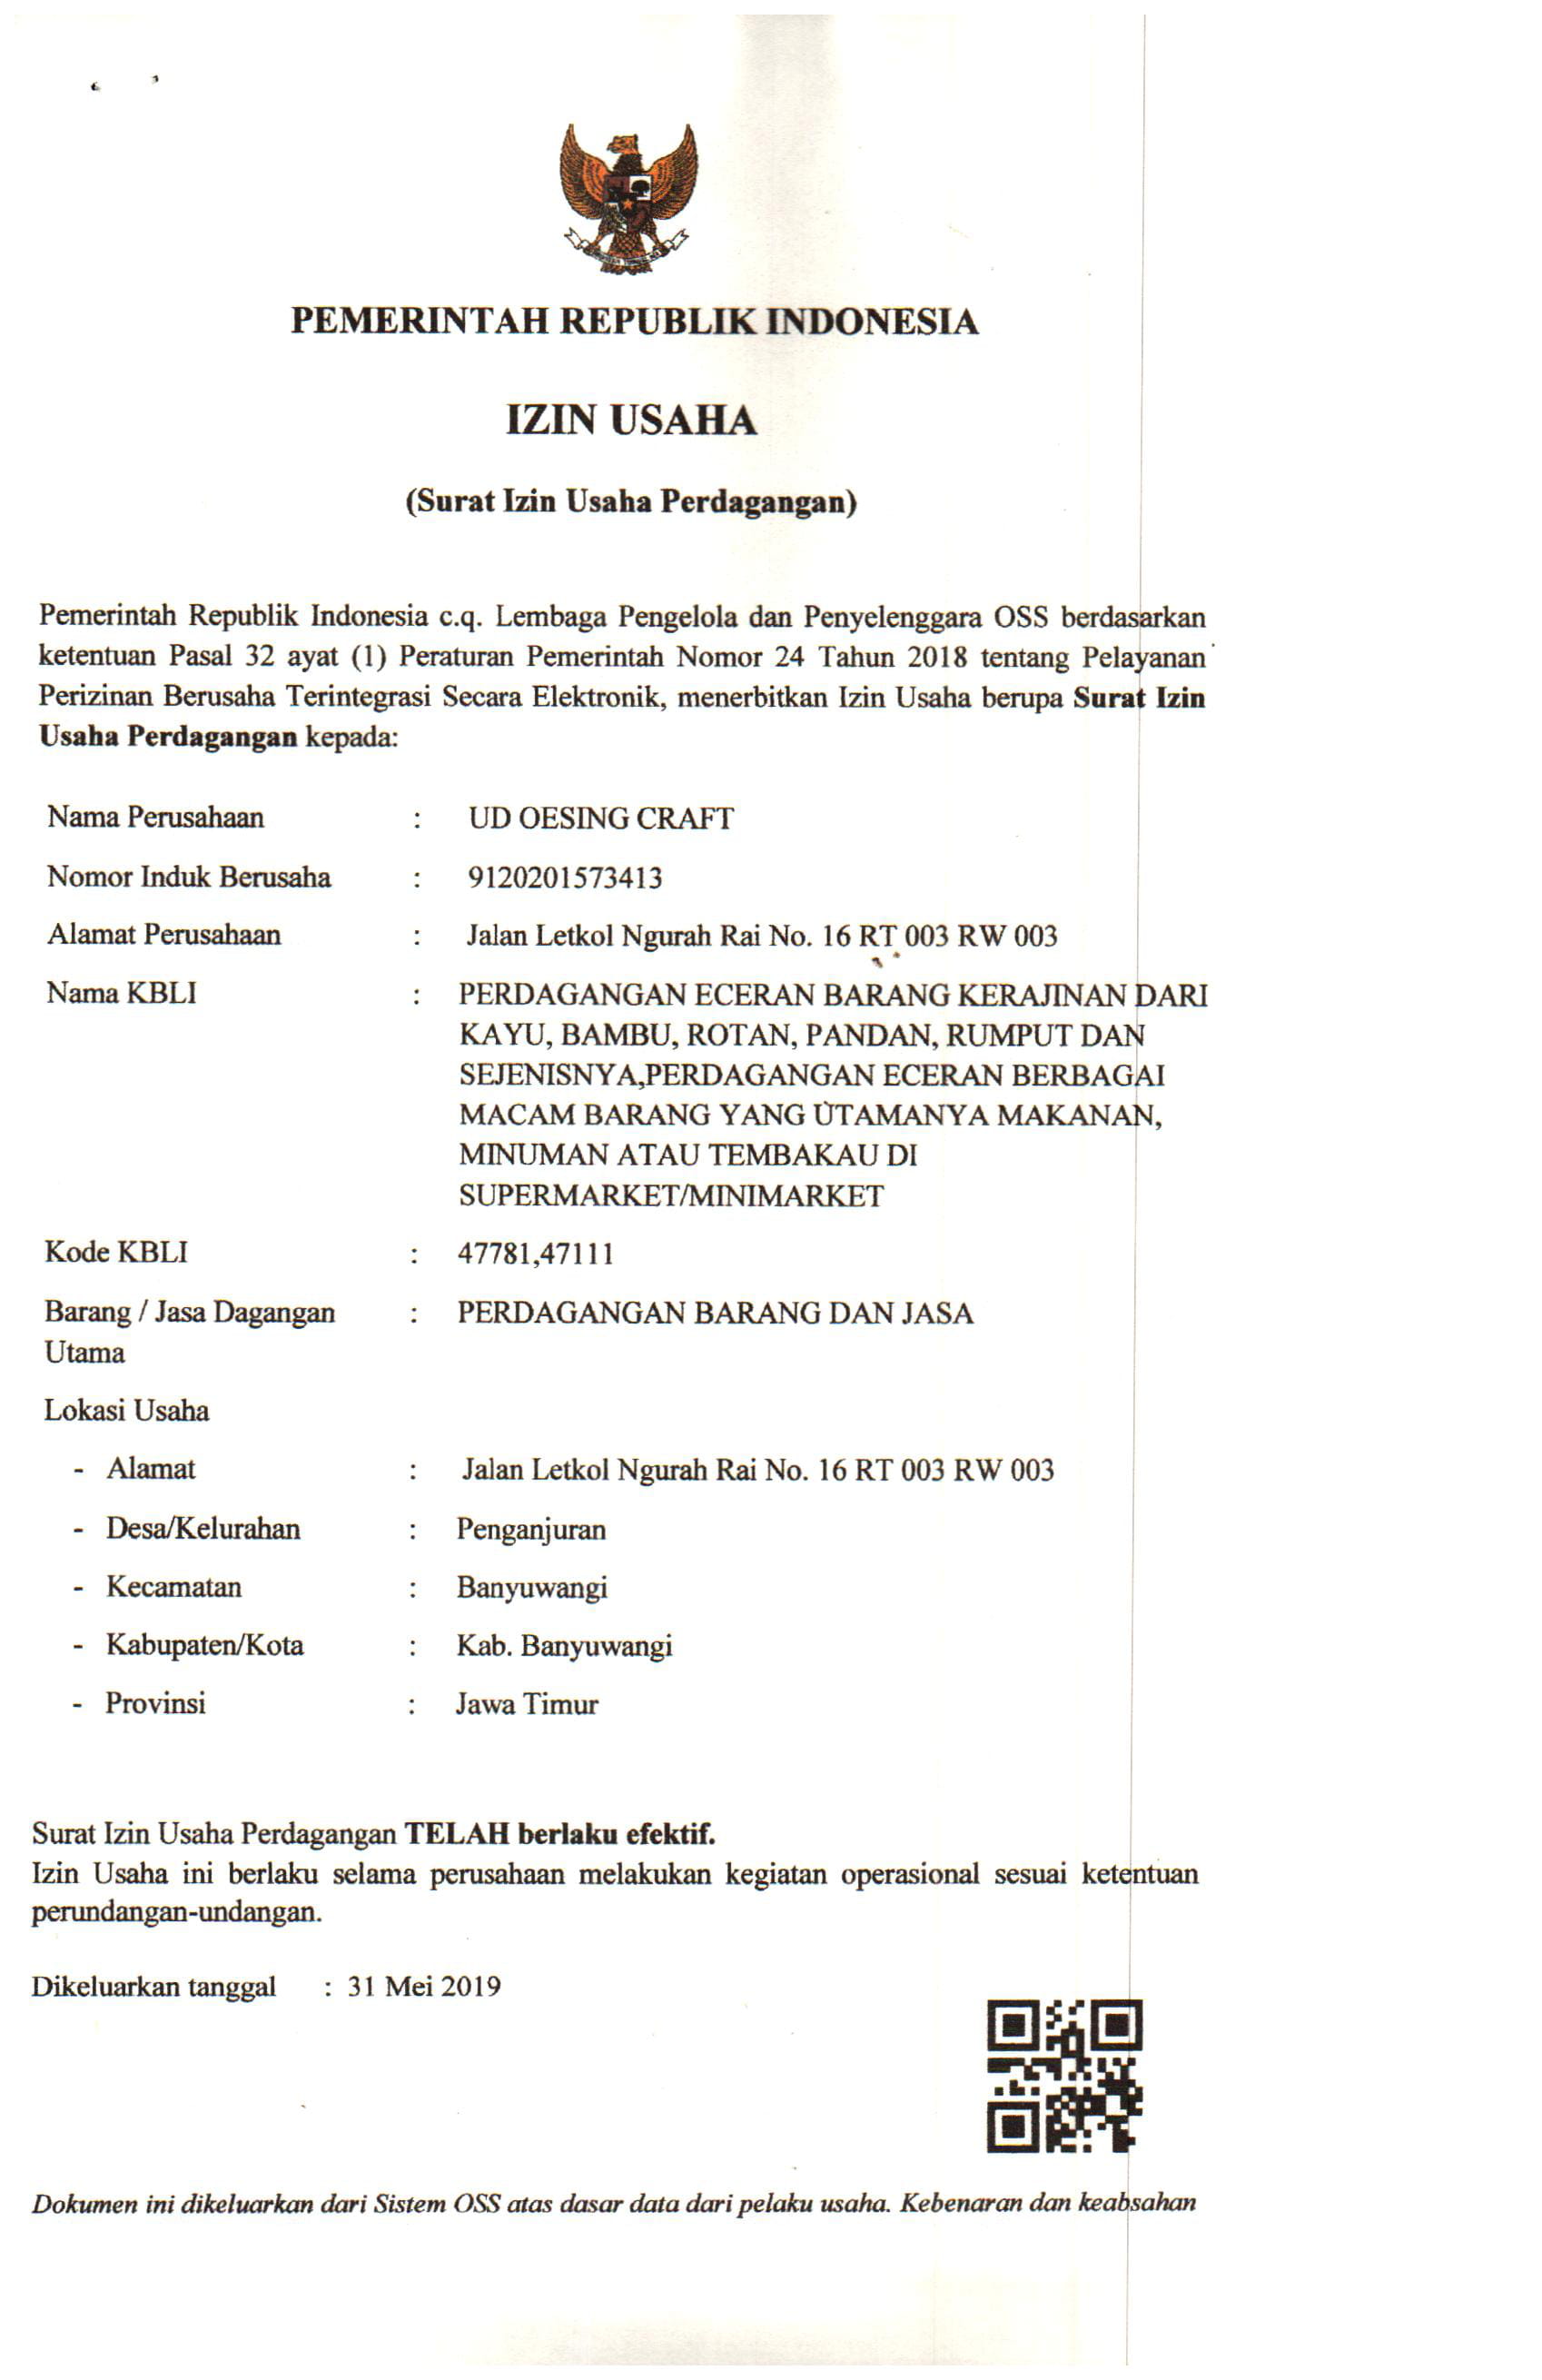 PEMERINTAH REPUBLIK INDONESIA
IZIN USAHA
(Surat Izin Usaha Perdagangan)
Pemerintah Republik Indonesia c.q. Lembaga Pengelola dan Penyelenggara OSS berdasarkan
ketentuan Pasal 32 ayat (1) Peraturan Pemerintah Nomor 24 Tahun 2018 tentang Pelayanan
Perizinan Berusaha Terintegrasi Secara Elektronik, menerbitkan Izin Usaha berupa Surat Izin
Usaha Perdagangan kepada:
Nama Perusahaan : UD OESING CRAFT
Nomor Induk Berusaha : 9120201573413
Alamat Perusahaan : Jalan Letkol Ngurah Rai No. 16 RT 003 RW 003
Nama KBLI : PERDAGANGAN ECERAN BARANG KERAJINAN DARI
KAYU, BAMBU, ROTAN, PANDAN, RUMPUT DAN
SEJENISNYA,PERDAGANGAN ECERAN BERBAGAI
MACAM BARANG YANG UTAMANYA MAKANAN,
MINUMAN ATAU TEMBAKAU DI
SUPERMARKET/MINIMARKET
Kode KBLI : 47781,47111
Barang / Jasa Dagangan : PERDAGANGAN BARANG DAN JASA
Utama
Lokasi Usaha
- Alamat : Jalan Letkol Ngurah Rai No. 16 RT 003 RW 003
- Desa/Kelurahan : Penganjuran
- Kecamatan : Banyuwangi
- Kabupaten/Kota : Kab. Banyuwangi
- Provinsi : Jawa Timur
Surat Izin Usaha Perdagangan TELAH berlaku efektif.
Izin Usaha ini berlaku selama perusahaan melakukan kegiatan operasional sesuai ketentuan
perundangan-undangan.
Dikeluarkan tanggal : 31 Mei 2019
Dokumen ini dikeluarkan dari Sistem OSS atas dasar data dari pelaku usaha. Kebenaran dan keabsahan